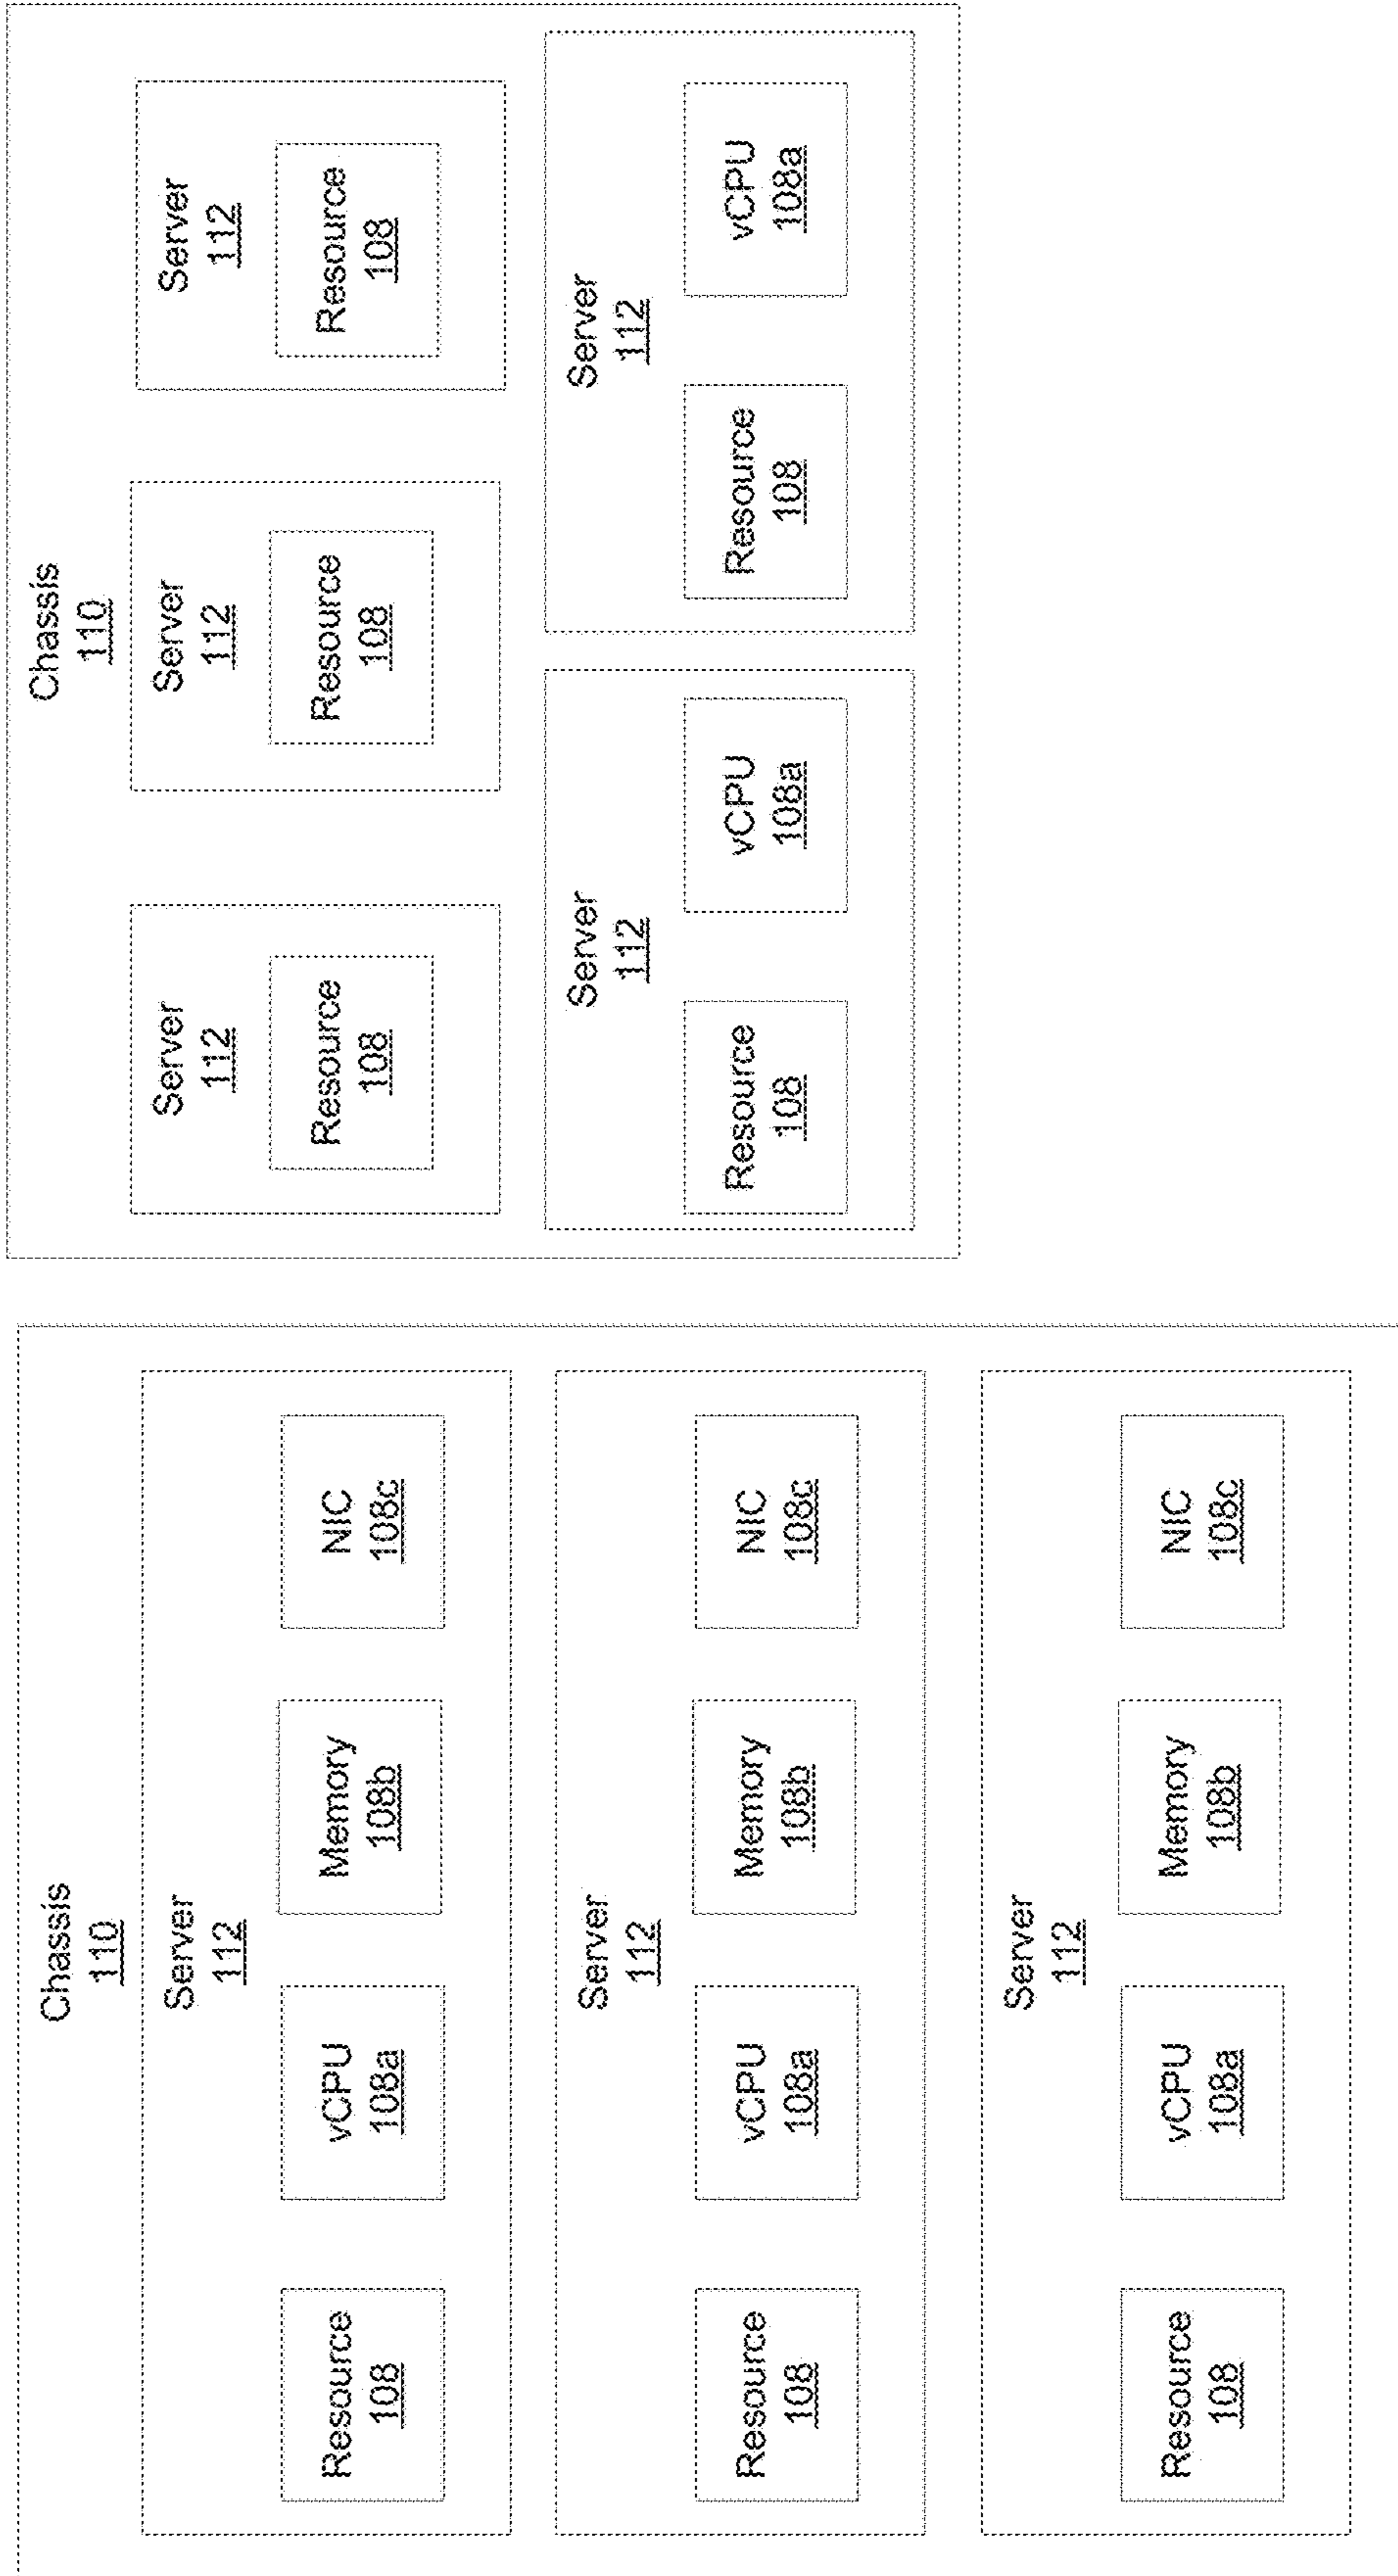 Chassis
110
Server
112
Resource
108
vCPU
108a
Memory
108b
NIC
108c
Server
112
Resource
108
vCPU
108a
Memory
108b
NIC
108c
Server
112
Resource
108
vCPU
108a
Memory
108b
NIC
108c
Chassis
110
Server
112
Resource
108
Server
112
Resource
108
Server
112
Resource
108
Server
112
Resource
108
vCPU
108a
Server
112
Resource
108
vCPU
108a